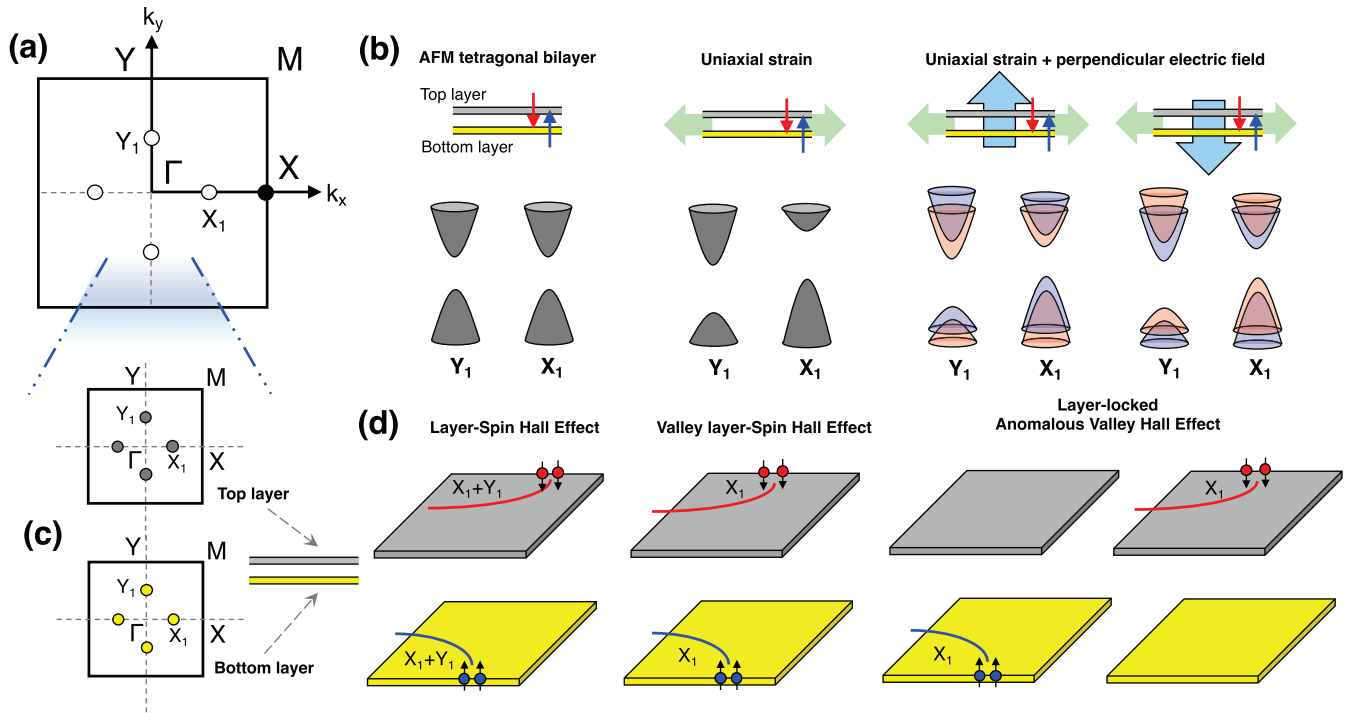 (a)
k_y
Y
M
Y₁
Γ
X
k_x
X₁
(b)
AFM tetragonal bilayer
Top layer
Bottom layer
Y₁
X₁
Uniaxial strain
Y₁
X₁
Uniaxial strain + perpendicular electric field
Y₁
X₁
Y₁
X₁
(c)
Y
M
Y₁
Γ
X₁
X
Top layer
Y
M
Y₁
Γ
X₁
X
Bottom layer
(d)
Layer-Spin Hall Effect
X₁+Y₁
X₁+Y₁
Valley layer-Spin Hall Effect
X₁
X₁
Layer-locked
Anomalous Valley Hall Effect
X₁
X₁